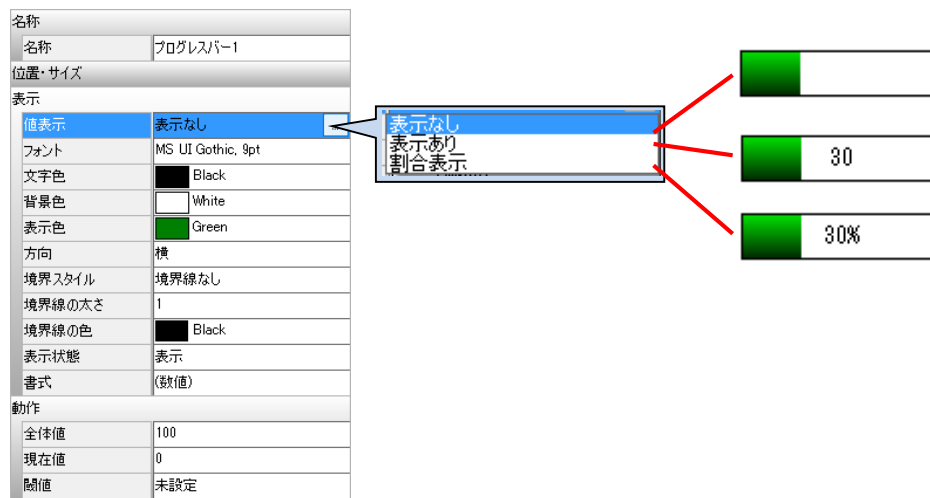 名称
名称 プログレスバー1
位置・サイズ
表示
値表示 表示なし
フォント MS UI Gothic, 9pt
文字色 Black
背景色 White
表示色 Green
方向 横
境界スタイル 境界線なし
境界線の太さ 1
境界線の色 Black
表示状態 表示
書式 (数値)
動作
全体値 100
現在値 0
閾値 未設定
表示なし
表示あり
割合表示
30
30%